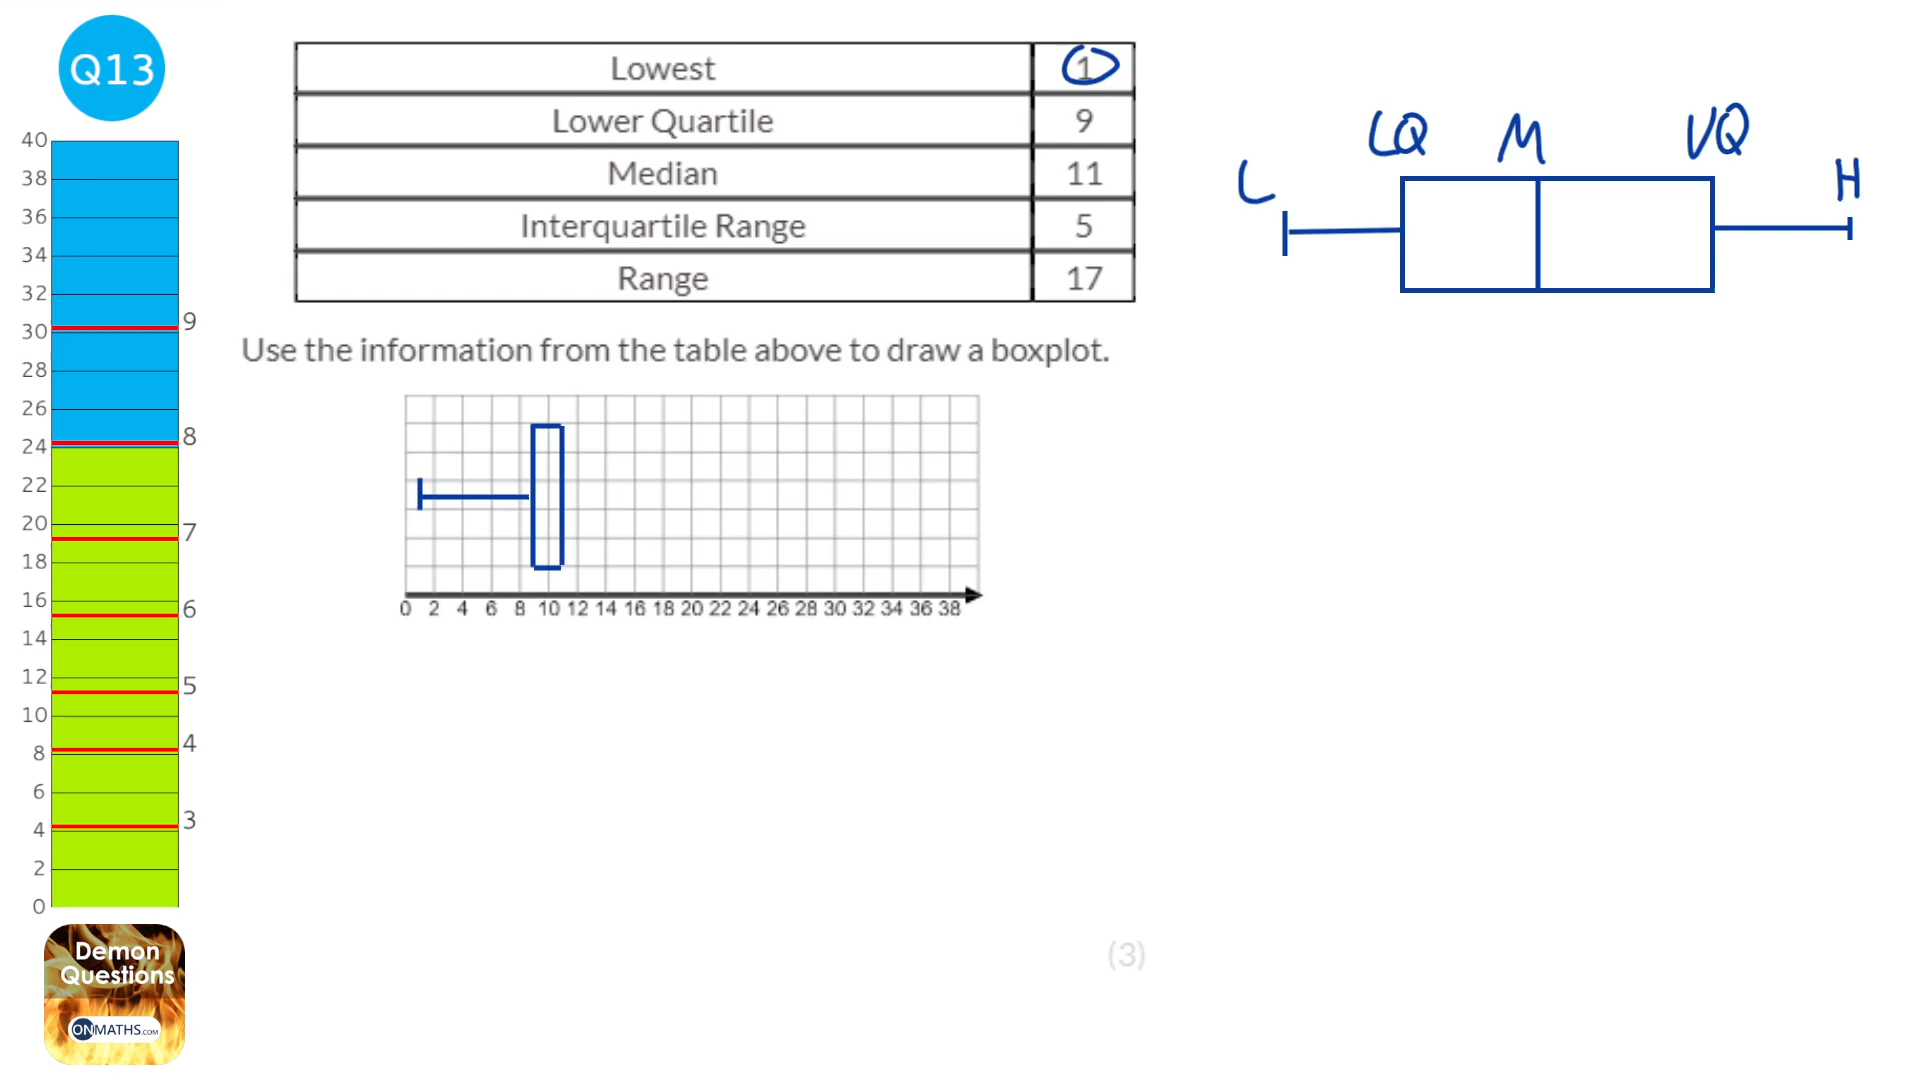 Q13
Lowest 1
Lower Quartile 9
Median 11
Interquartile Range 5
Range 17
L LQ M UQ H
Use the information from the table above to draw a boxplot.
0 2 4 6 8 10 12 14 16 18 20 22 24 26 28 30 32 34 36 38
(3)
40
38
36
34
32
30 9
28
26
24 8
22
20 7
18
16 6
14
12 5
10
8 4
6
4 3
2
0
Demon
Questions
ONMATHS.COM